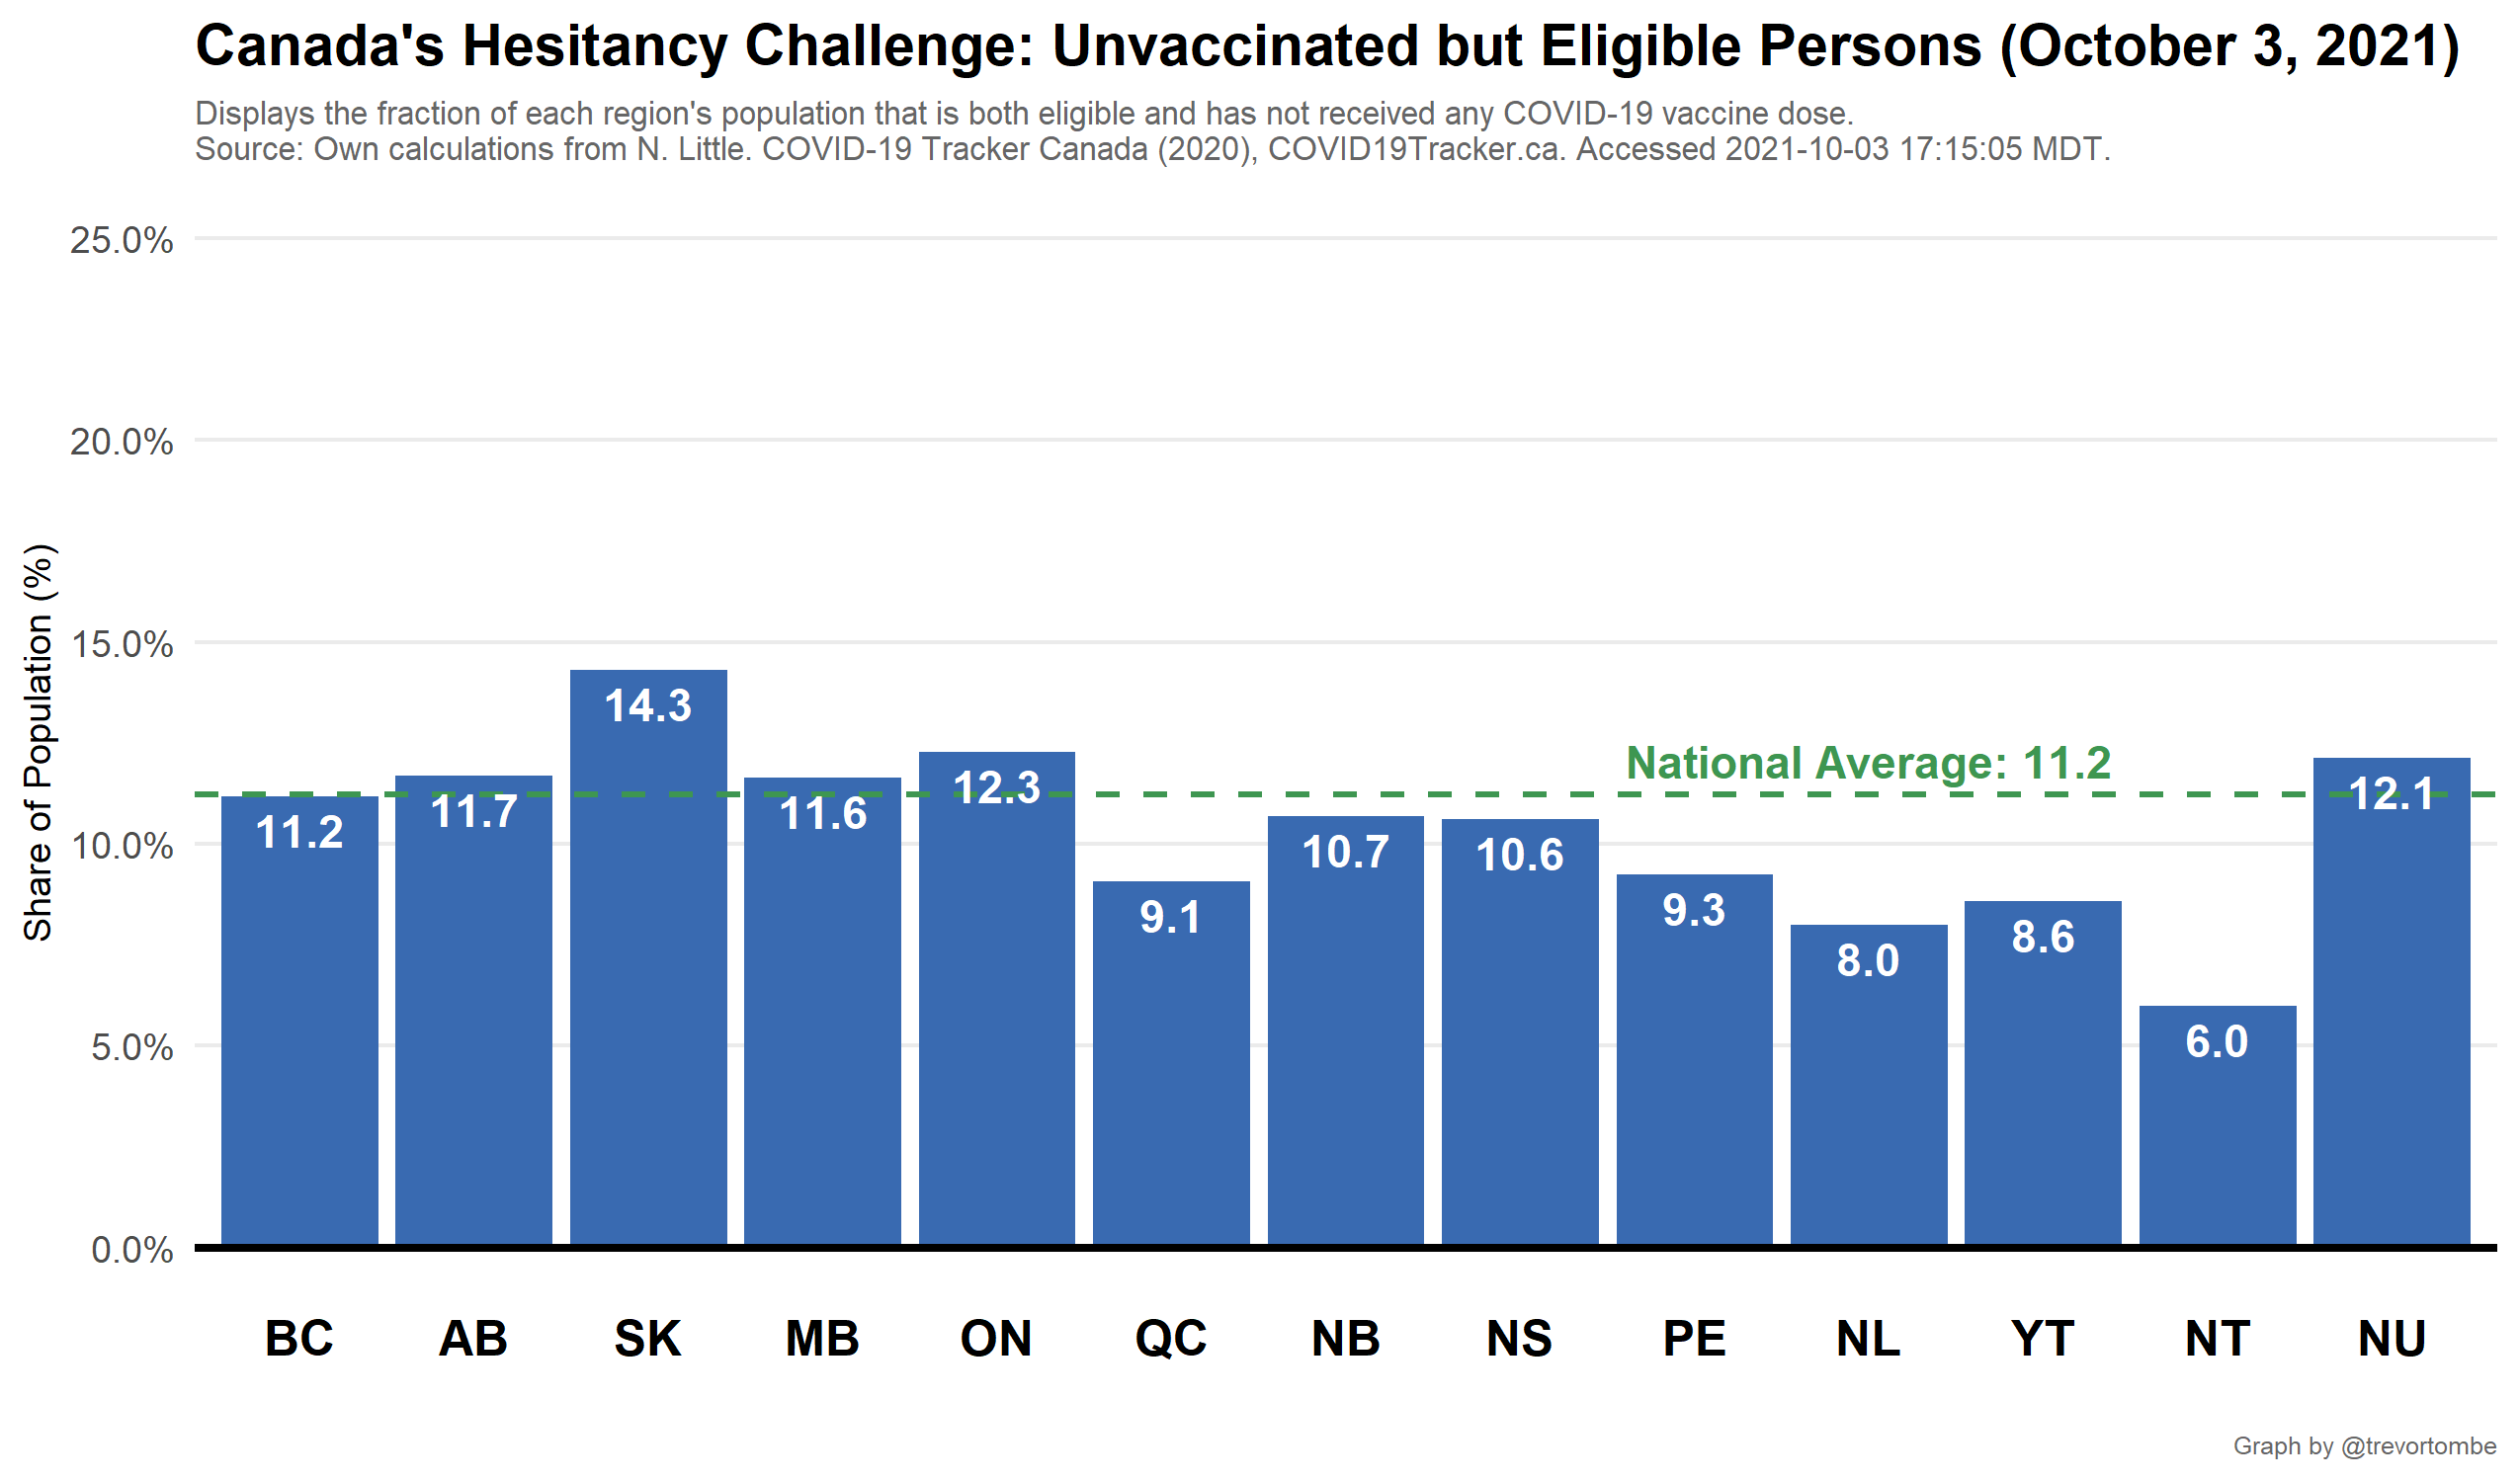 Canada's Hesitancy Challenge: Unvaccinated but Eligible Persons (October 3, 2021)
Displays the fraction of each region's population that is both eligible and has not received any COVID-19 vaccine dose.
Source: Own calculations from N. Little. COVID-19 Tracker Canada (2020), COVID19Tracker.ca. Accessed 2021-10-03 17:15:05 MDT.
Share of Population (%)
25.0%
20.0%
15.0%
10.0%
5.0%
0.0%
National Average: 11.2
11.2
11.7
14.3
11.6
12.3
9.1
10.7
10.6
9.3
8.0
8.6
6.0
12.1
BC
AB
SK
MB
ON
QC
NB
NS
PE
NL
YT
NT
NU
Graph by @trevortombe